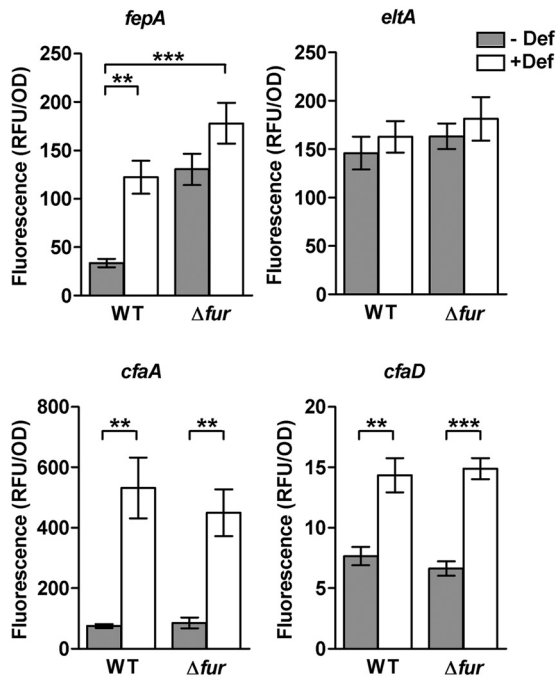 fepA
eltA
- Def
+Def
Fluorescence (RFU/OD)
250
200
150
100
50
0
**
***
WT
Δfur
Fluorescence (RFU/OD)
250
200
150
100
50
0
WT
Δfur
cfaA
cfaD
Fluorescence (RFU/OD)
800
600
400
200
0
**
**
WT
Δfur
Fluorescence (RFU/OD)
20
15
10
5
0
**
***
WT
Δfur